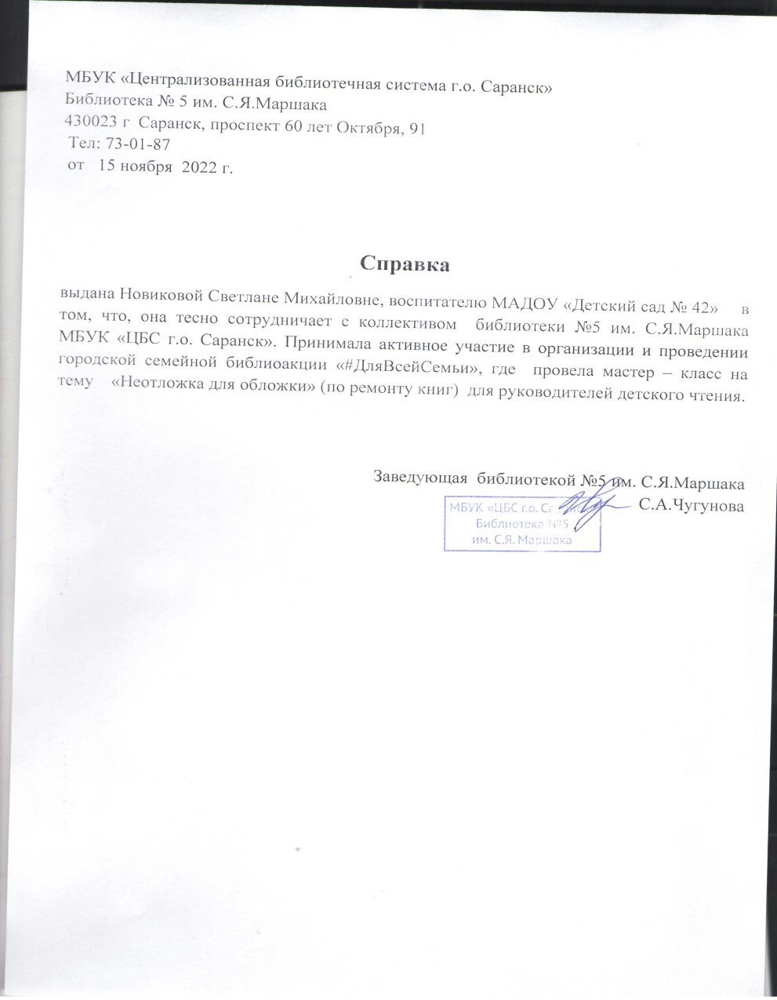 МБУК «Централизованная библиотечная система г.о. Саранск»
Библиотека № 5 им. С.Я.Маршака
430023 г Саранск, проспект 60 лет Октября, 91
Тел: 73-01-87
от 15 ноября 2022 г.
Справка
выдана Новиковой Светлане Михайловне, воспитателю МАДОУ «Детский сад № 42» в
том, что, она тесно сотрудничает с коллективом библиотеки №5 им. С.Я.Маршака
МБУК «ЦБС г.о. Саранск». Принимала активное участие в организации и проведении
городской семейной библиоакции «#ДляВсейСемьи», где провела мастер – класс на
тему «Неотложка для обложки» (по ремонту книг) для руководителей детского чтения.
Заведующая библиотекой №5 им. С.Я.Маршака
С.А.Чугунова
МБУК «ЦБС г.о.
Библиотека №5
им. С.Я. Маршака